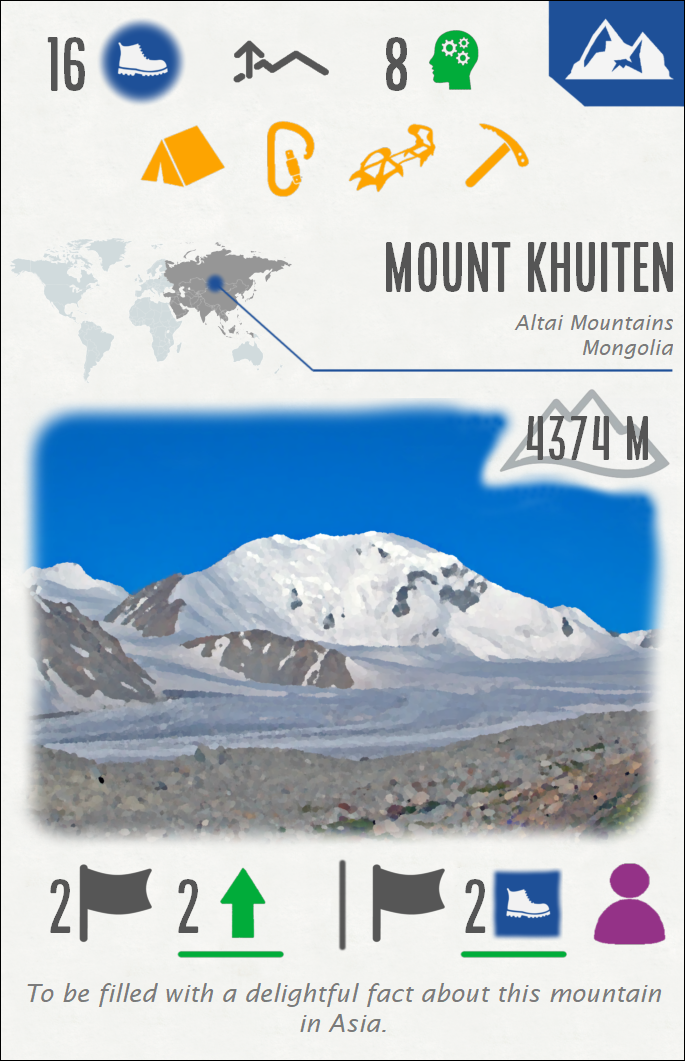 16
8
MOUNT KHUITEN
Altai Mountains
Mongolia
4374 M
2 2 2
To be filled with a delightful fact about this mountain
in Asia.